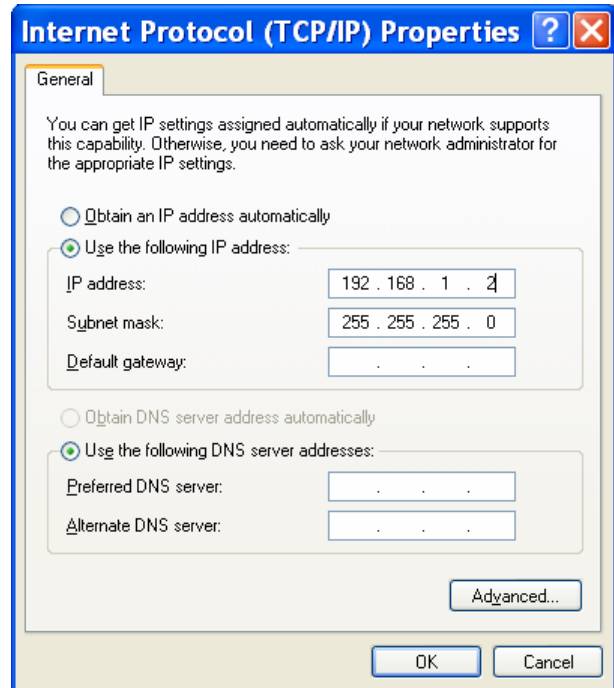 Internet Protocol (TCP/IP) Properties ?
General
You can get IP settings assigned automatically if your network supports
this capability. Otherwise, you need to ask your network administrator for
the appropriate IP settings.
Obtain an IP address automatically
Use the following IP address:
IP address: 192 . 168 . 1 . 2
Subnet mask: 255 . 255 . 255 . 0
Default gateway: . . .
Obtain DNS server address automatically
Use the following DNS server addresses:
Preferred DNS server: . . .
Alternate DNS server: . . .
Advanced...
OK Cancel